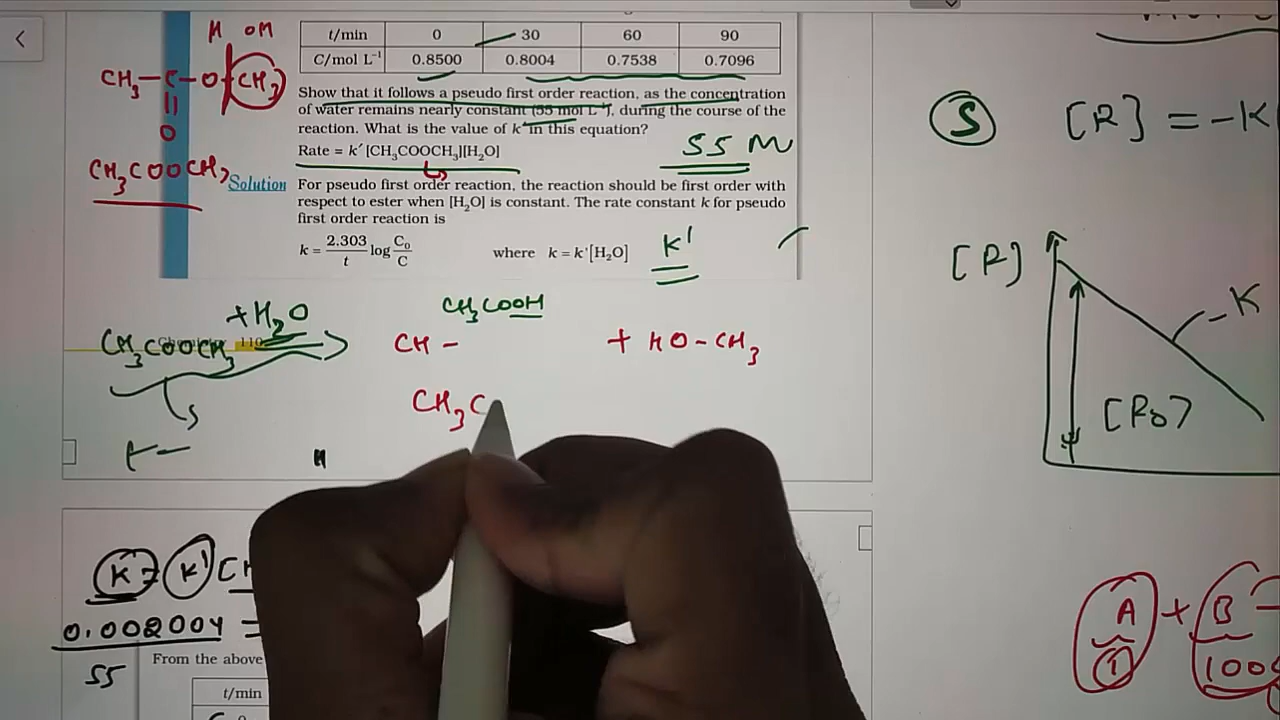 t/min 0 30 60 90
C/mol L⁻¹ 0.8500 0.8004 0.7538 0.7096
Show that it follows a pseudo first order reaction, as the concentration
of water remains nearly constant (55 mol L⁻¹), during the course of the
reaction. What is the value of k′ in this equation?
Rate = k′ [CH₃COOCH₃][H₂O]
55 M
H OH
CH₃-C-O-CH₃
||
O
CH₃COOCH₃
Solution
For pseudo first order reaction, the reaction should be first order with
respect to ester when [H₂O] is constant. The rate constant k for pseudo
first order reaction is
k = 2.303/t log C₀/C where k = k′[H₂O]
K'
+H₂O
CH₃COOCH₃
CH₃COOH
CH - + HO-CH₃
CH₃C
H
K = K' [
0.002004 =
55
From the above
t/min
S [R] = -K
[R]
-K
[R₀]
A + B
1 100